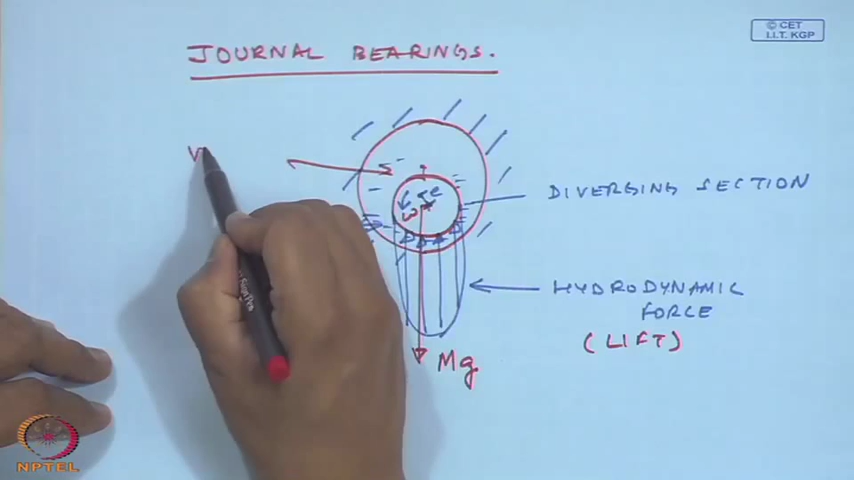 © CET
I.I.T. KGP
JOURNAL BEARINGS.
V
e
ω
DIVERGING SECTION
HYDRODYNAMIC
FORCE
(LIFT)
Mg
NPTEL